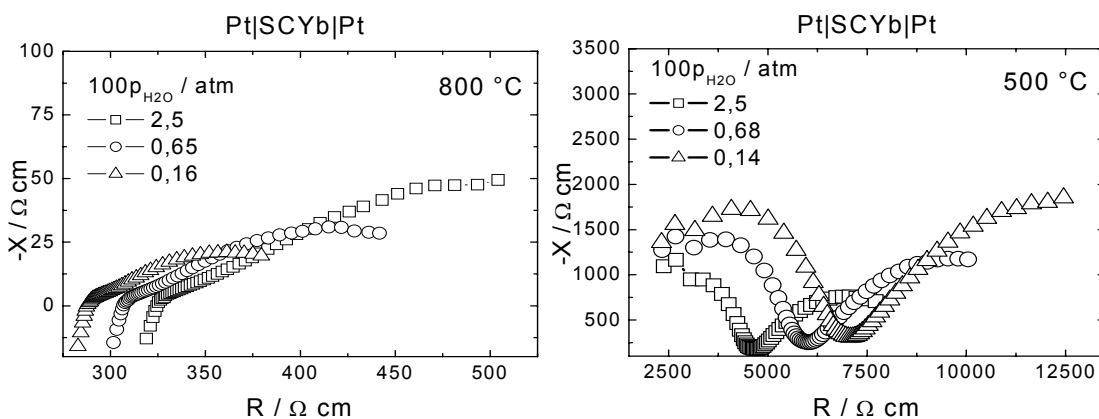 Pt|SCYb|Pt
100p_H2O / atm
2,5
0,65
0,16
800 °C
100
75
50
25
0
-X / Ω cm
300
350
400
450
500
R / Ω cm
Pt|SCYb|Pt
100p_H2O / atm
2,5
0,68
0,14
500 °C
3500
3000
2500
2000
1500
1000
500
-X / Ω cm
2500
5000
7500
10000
12500
R / Ω cm